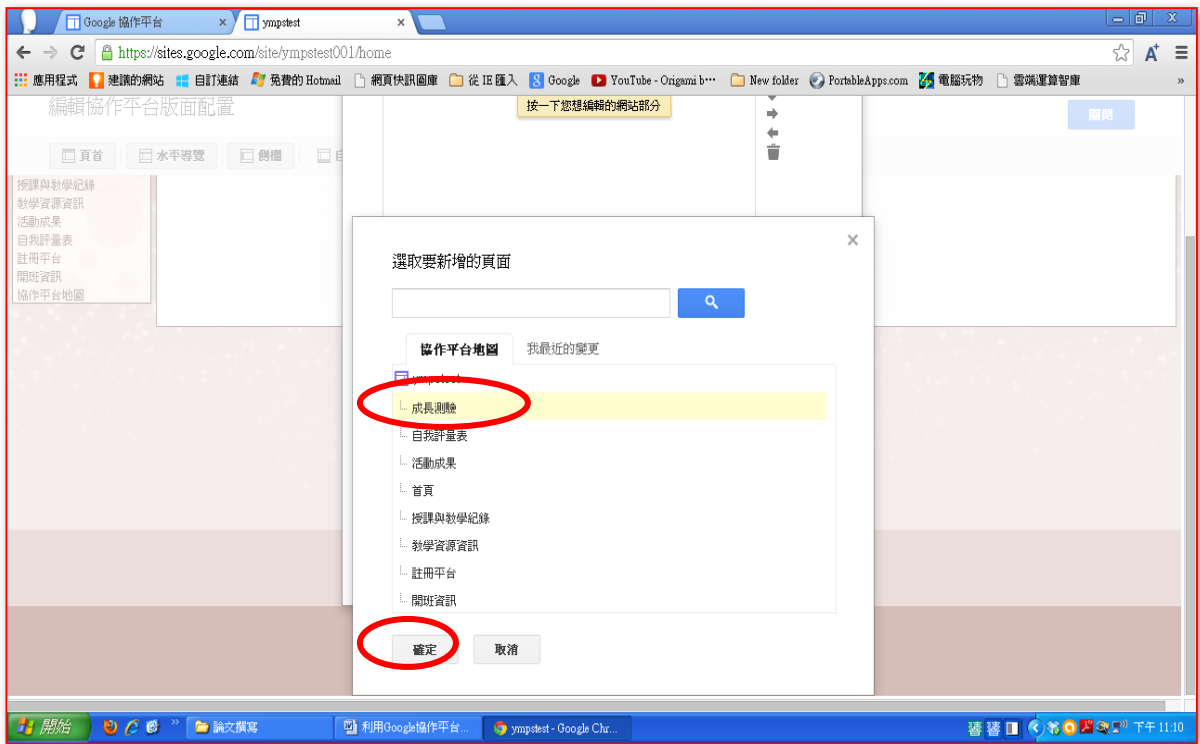 Google 協作平台 ×
ympstest ×
https://sites.google.com/site/ympstest001/home
應用程式 建議的網站 自訂連結 免費的 Hotmail 網頁快訊圖庫 從 IE 匯入 Google YouTube - Origami b… New folder PortableApps.com 電腦玩物 雲端運算智庫 »
編輯協作平台版面配置
按一下您想編輯的網站部分
關閉
頁首 水平導覽 側欄
授課與教學紀錄
教學資源資訊
活動成果
自我評量表
註冊平台
開班資訊
協作平台地圖
選取要新增的頁面
協作平台地圖 我最近的變更
ympstest
成長測驗
自我評量表
活動成果
首頁
授課與教學紀錄
教學資源資訊
註冊平台
開班資訊
確定 取消
開始 » 論文撰寫 利用Google協作平台... ympstest - Google Chr... 下午 11:10